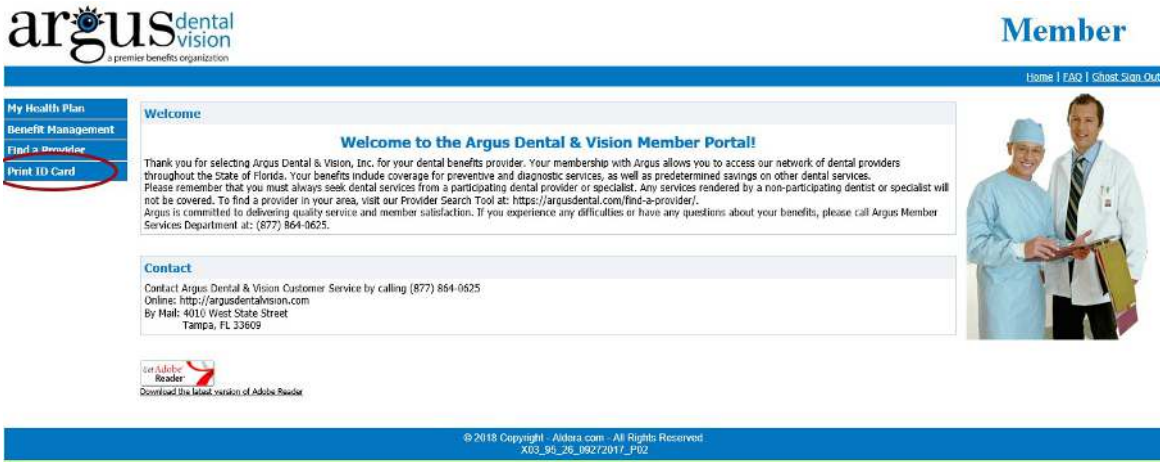 argus dental vision
a premier benefits organization
Member
Home | FAQ | Ghost Sign Out
My Health Plan
Benefit Management
Find a Provider
Print ID Card
Welcome
Welcome to the Argus Dental & Vision Member Portal!
Thank you for selecting Argus Dental & Vision, Inc. for your dental benefits provider. Your membership with Argus allows you to access our network of dental providers
throughout the State of Florida. Your benefits include coverage for preventive and diagnostic services, as well as predetermined savings on other dental services.
Please remember that you must always seek dental services from a participating dental provider or specialist. Any services rendered by a non-participating dentist or specialist will
not be covered. To find a provider in your area, visit our Provider Search Tool at: https://argusdental.com/find-a-provider/.
Argus is committed to delivering quality service and member satisfaction. If you experience any difficulties or have any questions about your benefits, please call Argus Member
Services Department at: (877) 864-0625.
Contact
Contact Argus Dental & Vision Customer Service by calling (877) 864-0625
Online: http://argusdentalvision.com
By Mail: 4010 West State Street
Tampa, FL 33609
Get Adobe
Reader
Download the latest version of Adobe Reader
© 2018 Copyright - Aldera.com - All Rights Reserved
X03_95_26_09272017_P02